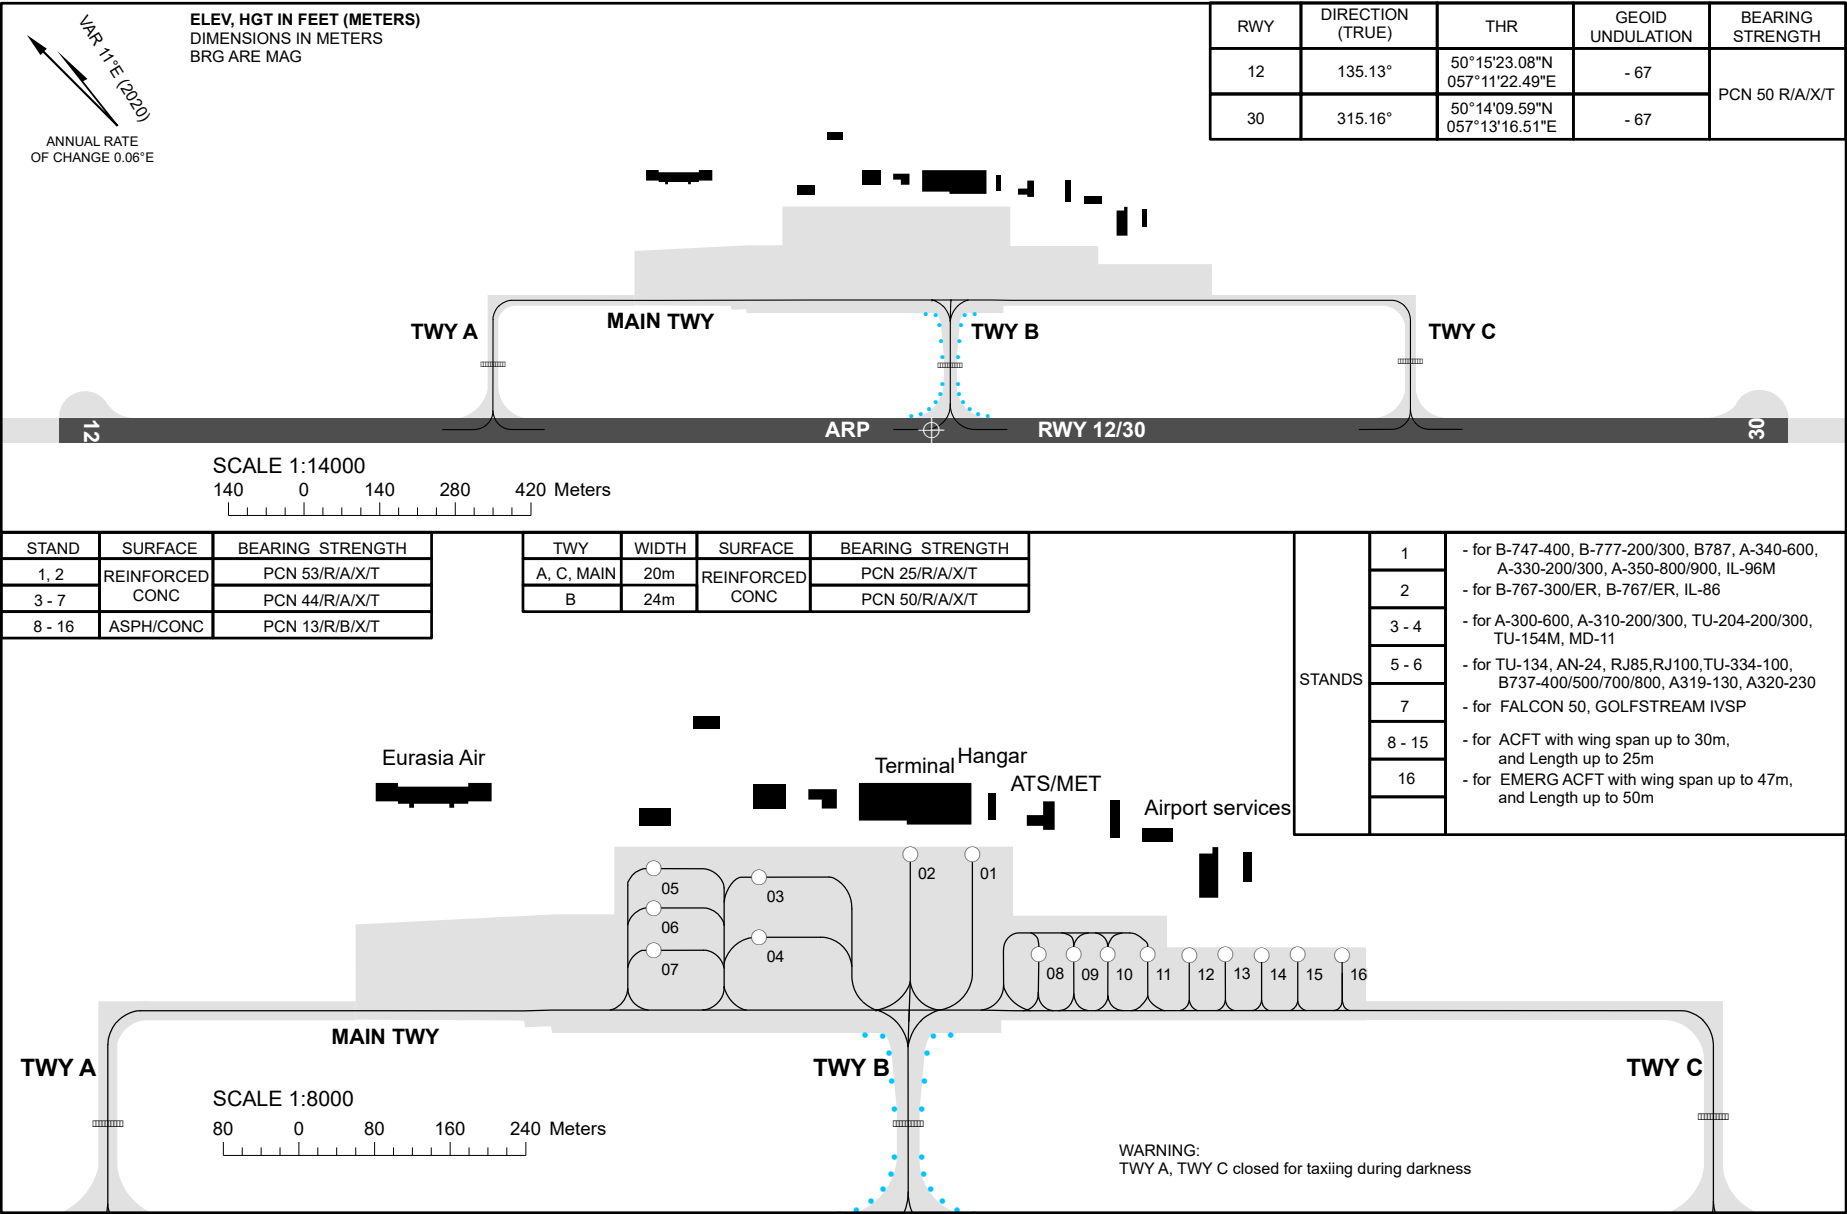 VAR 11°E (2020)
ANNUAL RATE
OF CHANGE 0.06°E
ELEV, HGT IN FEET (METERS)
DIMENSIONS IN METERS
BRG ARE MAG
RWY DIRECTION (TRUE) THR GEOID UNDULATION BEARING STRENGTH
12 135.13° 50°15'23.08"N 057°11'22.49"E - 67 PCN 50 R/A/X/T
30 315.16° 50°14'09.59"N 057°13'16.51"E - 67
TWY A
MAIN TWY
TWY B
TWY C
12
ARP
RWY 12/30
30
SCALE 1:14000
140 0 140 280 420 Meters
STAND SURFACE BEARING STRENGTH
1, 2 REINFORCED CONC PCN 53/R/A/X/T
3 - 7 PCN 44/R/A/X/T
8 - 16 ASPH/CONC PCN 13/R/B/X/T
TWY WIDTH SURFACE BEARING STRENGTH
A, C, MAIN 20m REINFORCED CONC PCN 25/R/A/X/T
B 24m PCN 50/R/A/X/T
STANDS
1 - for B-747-400, B-777-200/300, B787, A-340-600,
A-330-200/300, A-350-800/900, IL-96M
2 - for B-767-300/ER, B-767/ER, IL-86
3 - 4 - for A-300-600, A-310-200/300, TU-204-200/300,
TU-154M, MD-11
5 - 6 - for TU-134, AN-24, RJ85,RJ100,TU-334-100,
B737-400/500/700/800, A319-130, A320-230
7 - for FALCON 50, GOLFSTREAM IVSP
8 - 15 - for ACFT with wing span up to 30m,
and Length up to 25m
16 - for EMERG ACFT with wing span up to 47m,
and Length up to 50m
Eurasia Air
Terminal
Hangar
ATS/MET
Airport services
05
03
02
01
06
04
07
08
09
10
11
12
13
14
15
16
MAIN TWY
TWY A
TWY B
TWY C
SCALE 1:8000
80 0 80 160 240 Meters
WARNING:
TWY A, TWY C closed for taxiing during darkness